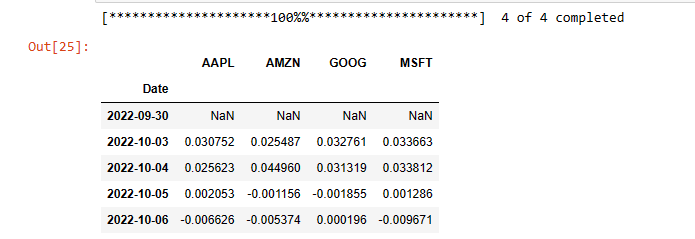 [*********************100%%**********************]  4 of 4 completed
Out[25]:
AAPL AMZN GOOG MSFT
Date
2022-09-30 NaN NaN NaN NaN
2022-10-03 0.030752 0.025487 0.032761 0.033663
2022-10-04 0.025623 0.044960 0.031319 0.033812
2022-10-05 0.002053 -0.001156 -0.001855 0.001286
2022-10-06 -0.006626 -0.005374 0.000196 -0.009671